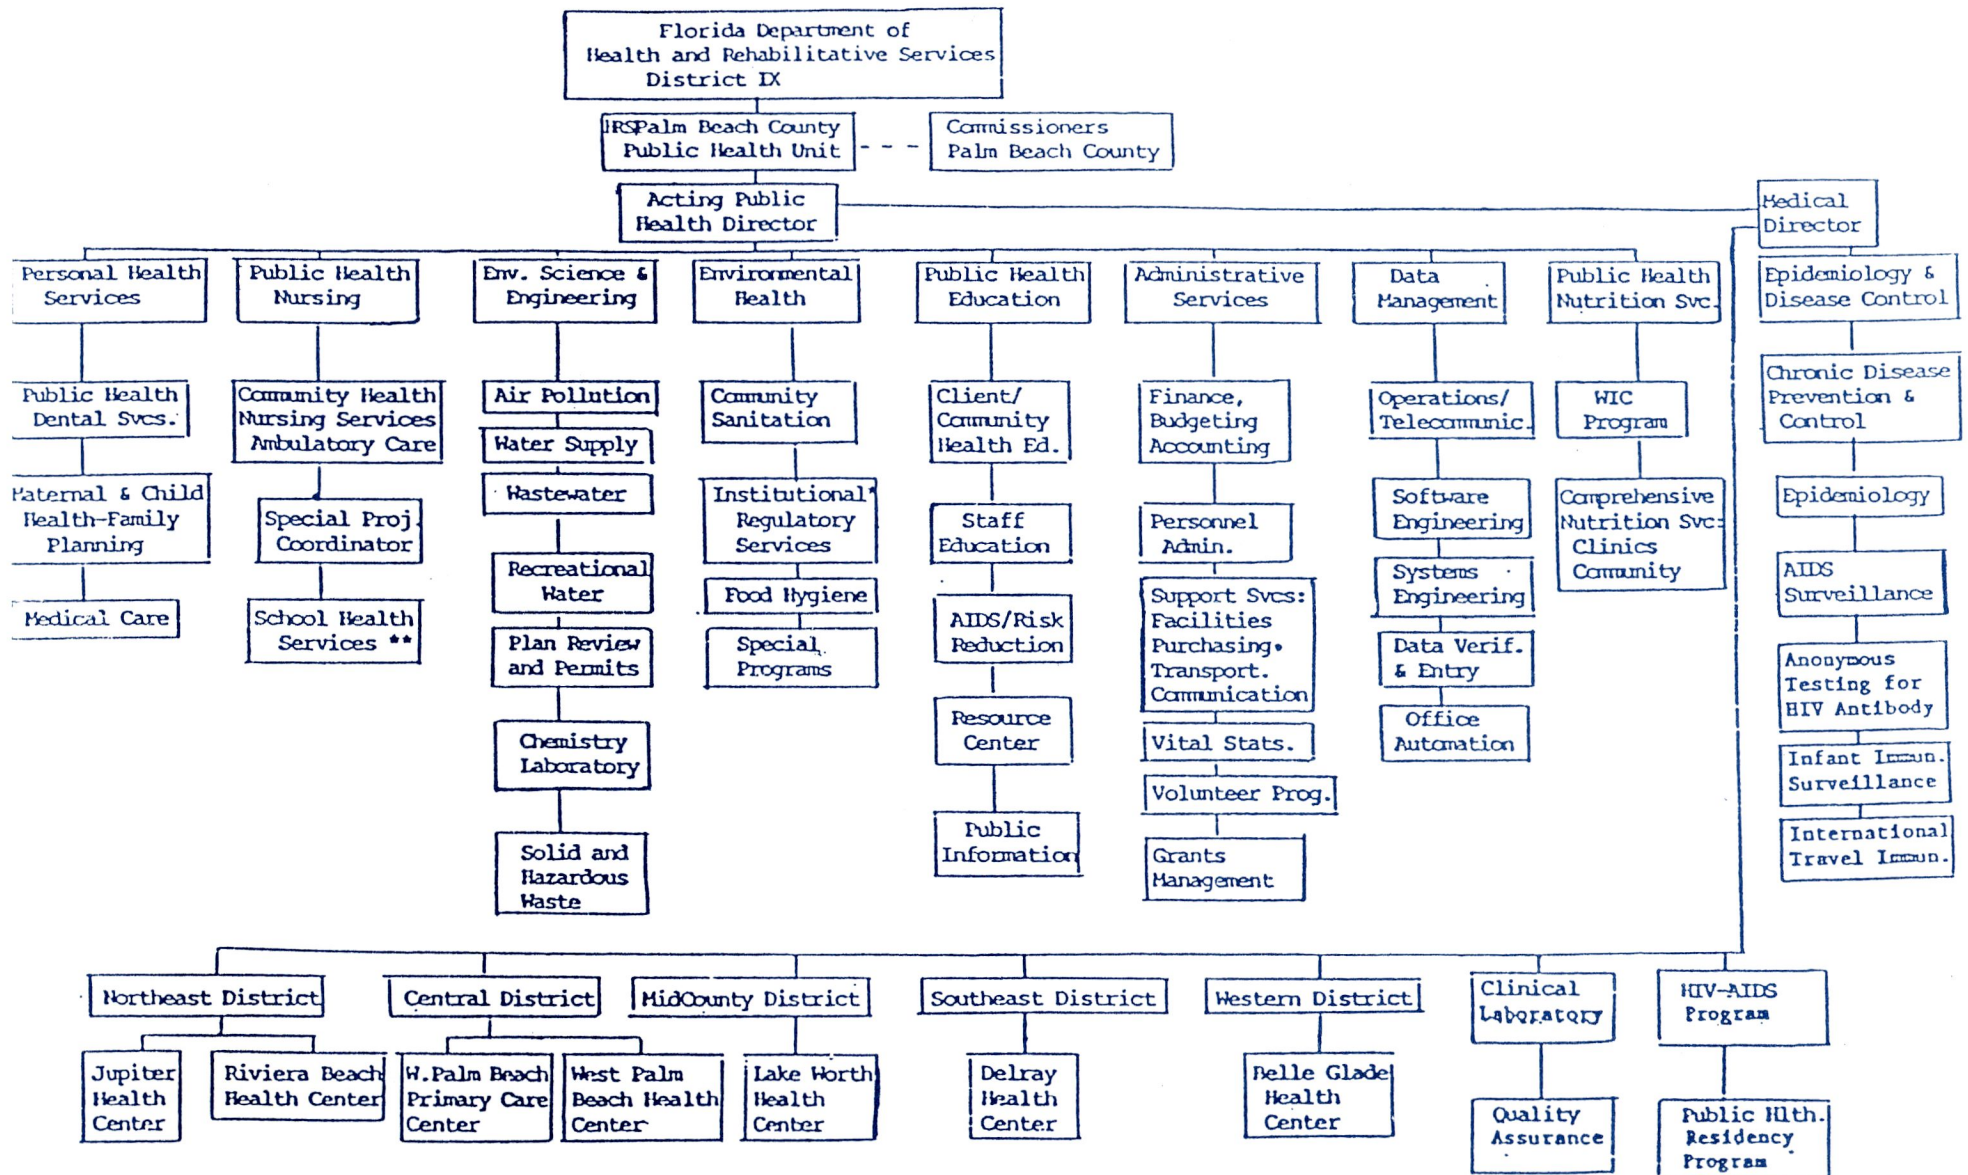 Florida Department of
Health and Rehabilitative Services
District IX
HRS Palm Beach County
Public Health Unit
Commissioners
Palm Beach County
Acting Public
Health Director
Medical
Director
Personal Health
Services
Public Health
Nursing
Env. Science &
Engineering
Environmental
Health
Public Health
Education
Administrative
Services
Data
Management
Public Health
Nutrition Svc.
Epidemiology &
Disease Control
Public Health
Dental Svcs.
Maternal & Child
Health-Family
Planning
Medical Care
Community Health
Nursing Services
Ambulatory Care
Special Proj.
Coordinator
School Health
Services **
Air Pollution
Water Supply
Wastewater
Recreational
Water
Plan Review
and Permits
Chemistry
Laboratory
Solid and
Hazardous
Waste
Community
Sanitation
Institutional*
Regulatory
Services
Food Hygiene
Special
Programs
Client/
Community
Health Ed.
Staff
Education
AIDS/Risk
Reduction
Resource
Center
Public
Information
Finance,
Budgeting
Accounting
Personnel
Admin.
Support Svcs:
Facilities
Purchasing.
Transport.
Communication
Vital Stats.
Volunteer Prog.
Grants
Management
Operations/
Telecommunic.
Software
Engineering
Systems
Engineering
Data Verif.
& Entry
Office
Automation
WIC
Program
Comprehensive
Nutrition Svc:
Clinics
Community
Chronic Disease
Prevention &
Control
Epidemiology
AIDS
Surveillance
Anonymous
Testing for
HIV Antibody
Infant Immun.
Surveillance
International
Travel Immun.
Northeast District
Jupiter
Health
Center
Riviera Beach
Health Center
Central District
W.Palm Beach
Primary Care
Center
West Palm
Beach Health
Center
MidCounty District
Lake Worth
Health
Center
Southeast District
Delray
Health
Center
Western District
Belle Glade
Health
Center
Clinical
Laboratory
Quality
Assurance
HIV-AIDS
Program
Public Hlth.
Residency
Program